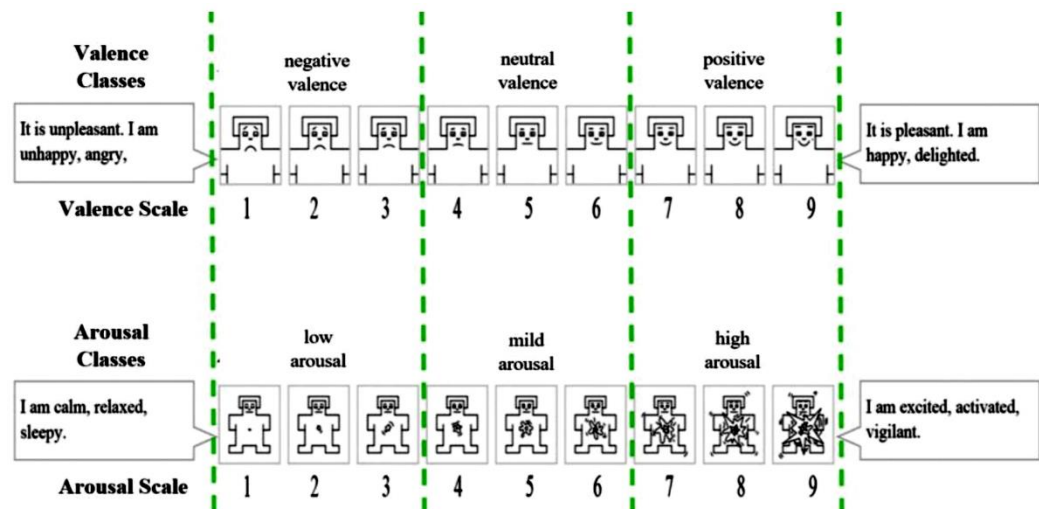 Valence
Classes
negative
valence
neutral
valence
positive
valence
It is unpleasant. I am
unhappy, angry,
It is pleasant. I am
happy, delighted.
Valence Scale
1 2 3 4 5 6 7 8 9
Arousal
Classes
low
arousal
mild
arousal
high
arousal
I am calm, relaxed,
sleepy.
I am excited, activated,
vigilant.
Arousal Scale
1 2 3 4 5 6 7 8 9